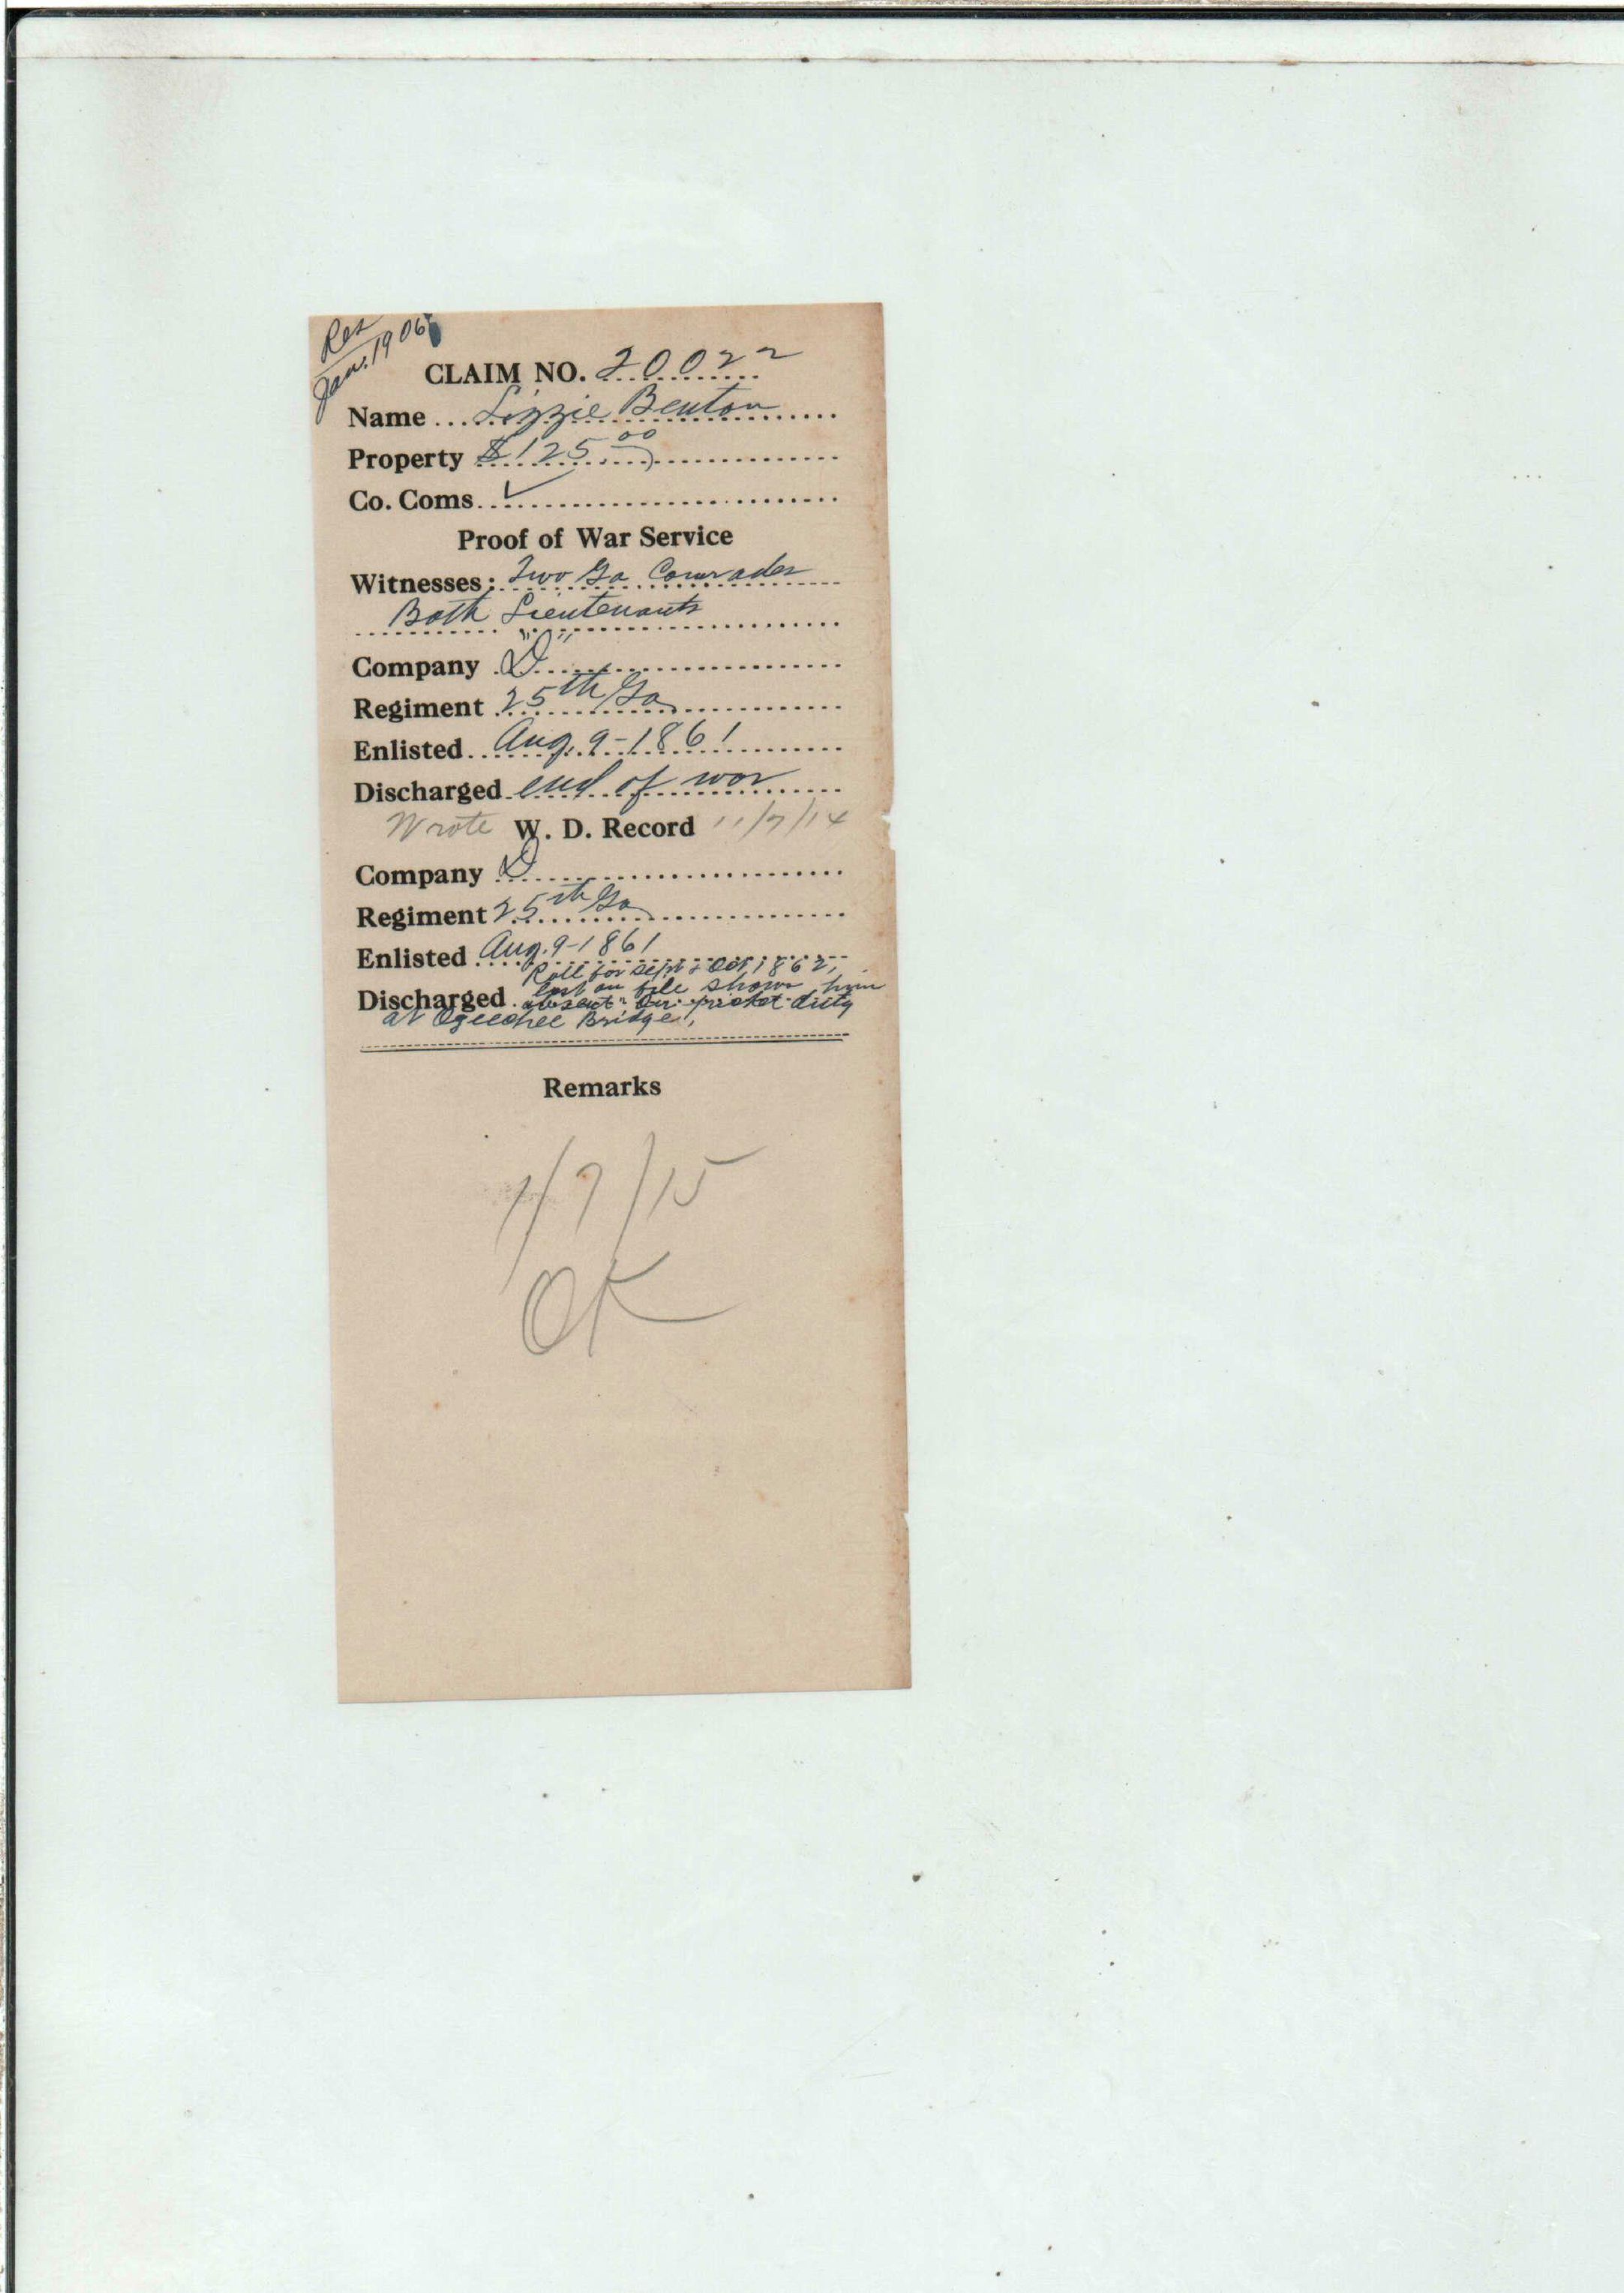 Res
Jan. 1906
CLAIM NO. 20022
Name Lizzie Benton
Property $125.00
Co. Coms. ✓
Proof of War Service
Witnesses: Two Ga Comrades
Both Lieutenants
Company "D"
Regiment 25th Ga
Enlisted Aug. 9-1861
Discharged end of war
Wrote W. D. Record 11/7/14
Company D
Regiment 25th Ga
Enlisted Aug. 9-1861
Roll for Sept & Oct 1862,
last on file shows him
Discharged absent "On picket duty
at Ogeechee Bridge,
Remarks
1/7/15
OK